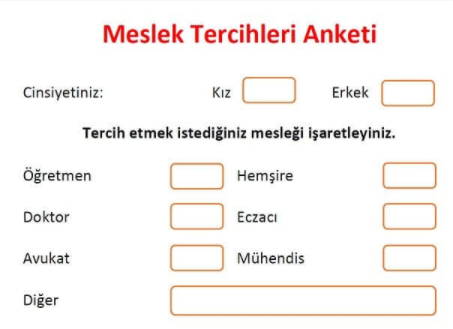 Meslek Tercihleri Anketi
Cinsiyetiniz: Kız Erkek
Tercih etmek istediğiniz mesleği işaretleyiniz.
Öğretmen Hemşire
Doktor Eczacı
Avukat Mühendis
Diğer